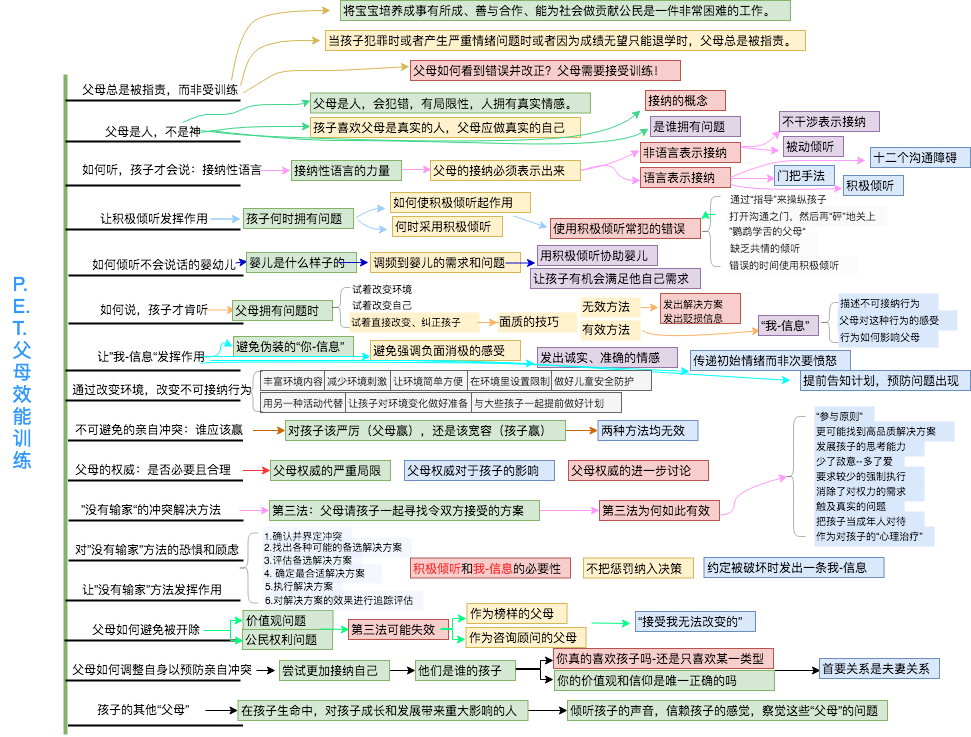 P.E.T.父母效能训练
将宝宝培养成事有所成、善与合作、能为社会做贡献公民是一件非常困难的工作。
当孩子犯罪时或者产生严重情绪问题时或者因为成绩无望只能退学时，父母总是被指责。
父母如何看到错误并改正？父母需要接受训练！
父母总是被指责，而非受训练
父母是人，会犯错，有局限性，人拥有真实情感。
接纳的概念
父母是人，不是神
孩子喜欢父母是真实的人，父母应做真实的自己
是谁拥有问题
不干涉表示接纳
非语言表示接纳
被动倾听
如何听，孩子才会说：接纳性语言
接纳性语言的力量
父母的接纳必须表示出来
十二个沟通障碍
语言表示接纳
门把手法
积极倾听
让积极倾听发挥作用
孩子何时拥有问题
如何使积极倾听起作用
何时采用积极倾听
使用积极倾听常犯的错误
通过“指导”来操纵孩子
打开沟通之门，然后再“砰”地关上
"鹦鹉学舌的父母"
缺乏共情的倾听
错误的时间使用积极倾听
如何倾听不会说话的婴幼儿
婴儿是什么样子的
调频到婴儿的需求和问题
用积极倾听协助婴儿
让孩子有机会满足他自己需求
如何说，孩子才肯听
父母拥有问题时
试着改变环境
试着改变自己
试着直接改变、纠正孩子
面质的技巧
无效方法
有效方法
发出解决方案
发出贬损信息
“我-信息”
描述不可接纳行为
父母对这种行为的感受
行为如何影响父母
让”我-信息”发挥作用
避免伪装的“你-信息”
避免强调负面消极的感受
发出诚实、准确的情感
传递初始情绪而非次要愤怒
提前告知计划，预防问题出现
通过改变环境，改变不可接纳行为
丰富环境内容 减少环境刺激 让环境简单方便 在环境里设置限制 做好儿童安全防护
用另一种活动代替 让孩子对环境变化做好准备 与大些孩子一起提前做好计划
不可避免的亲自冲突：谁应该赢
对孩子该严厉（父母赢），还是该宽容（孩子赢）
两种方法均无效
父母的权威：是否必要且合理
父母权威的严重局限
父母权威对于孩子的影响
父母权威的进一步讨论
”没有输家“的冲突解决方法
第三法：父母请孩子一起寻找令双方接受的方案
第三法为何如此有效
“参与原则”
更可能找到高品质解决方案
发展孩子的思考能力
少了敌意--多了爱
要求较少的强制执行
消除了对权力的需求
触及真实的问题
把孩子当成年人对待
作为对孩子的“心理治疗”
对”没有输家”方法的恐惧和顾虑
让”没有输家”方法发挥作用
1.确认并界定冲突
2.找出各种可能的备选解决方案
3.评估备选解决方案
4. 确定最合适解决方案
5.执行解决方案
6.对解决方案的效果进行追踪评估
积极倾听和我-信息的必要性
不把惩罚纳入决策
约定被破坏时发出一条我-信息
父母如何避免被开除
价值观问题
公民权利问题
第三法可能失效
作为榜样的父母
作为咨询顾问的父母
“接受我无法改变的”
父母如何调整自身以预防亲自冲突
尝试更加接纳自己
他们是谁的孩子
你真的喜欢孩子吗-还是只喜欢某一类型
你的价值观和信仰是唯一正确的吗
首要关系是夫妻关系
孩子的其他“父母”
在孩子生命中，对孩子成长和发展带来重大影响的人
倾听孩子的声音，信赖孩子的感觉，察觉这些“父母”的问题